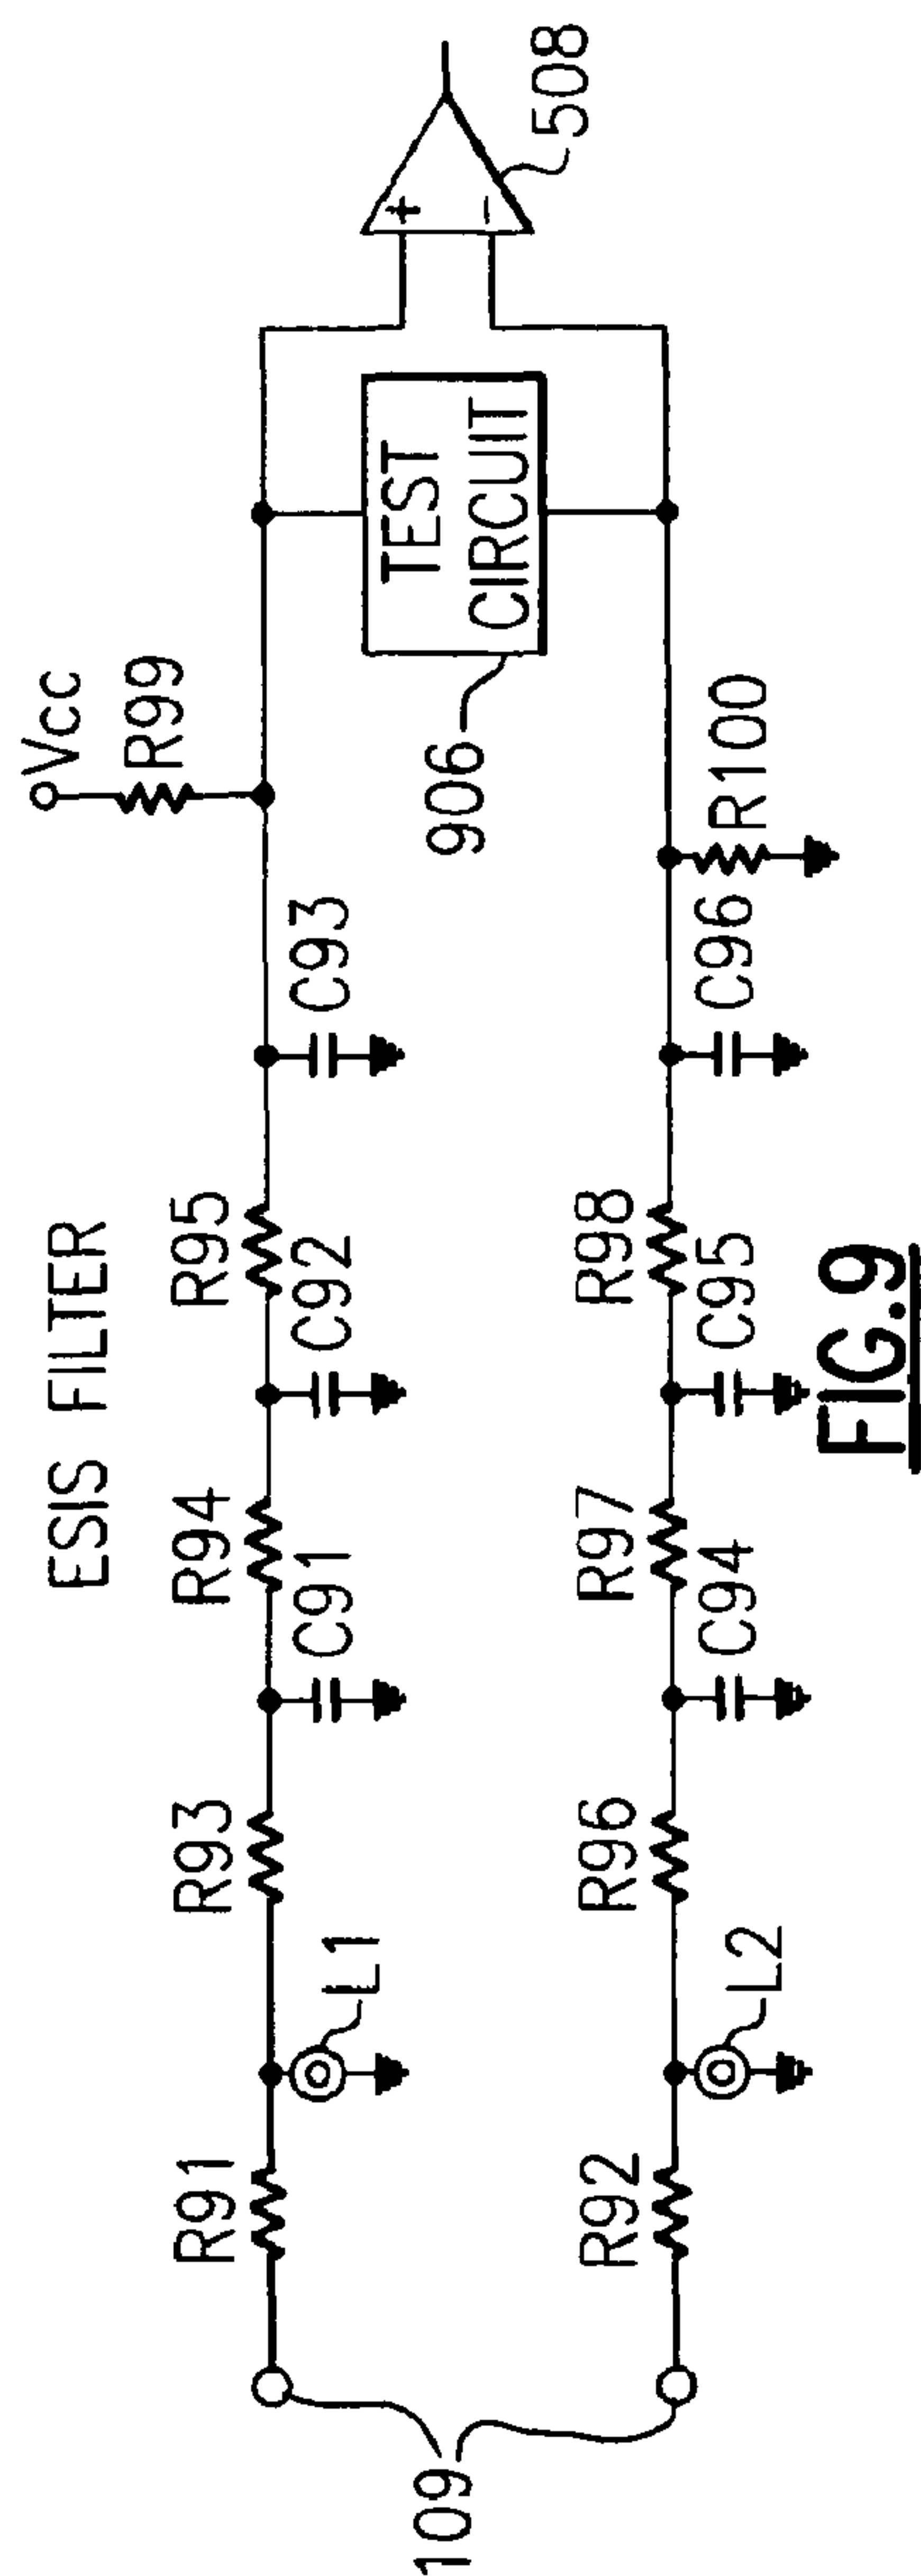 ESIS FILTER
Vcc
R99
R91
L1
R93
C91
R94
C92
R95
C93
TEST
CIRCUIT
906
+
−
508
109
R92
L2
R96
C94
R97
C95
R98
C96
R100
FIG.9